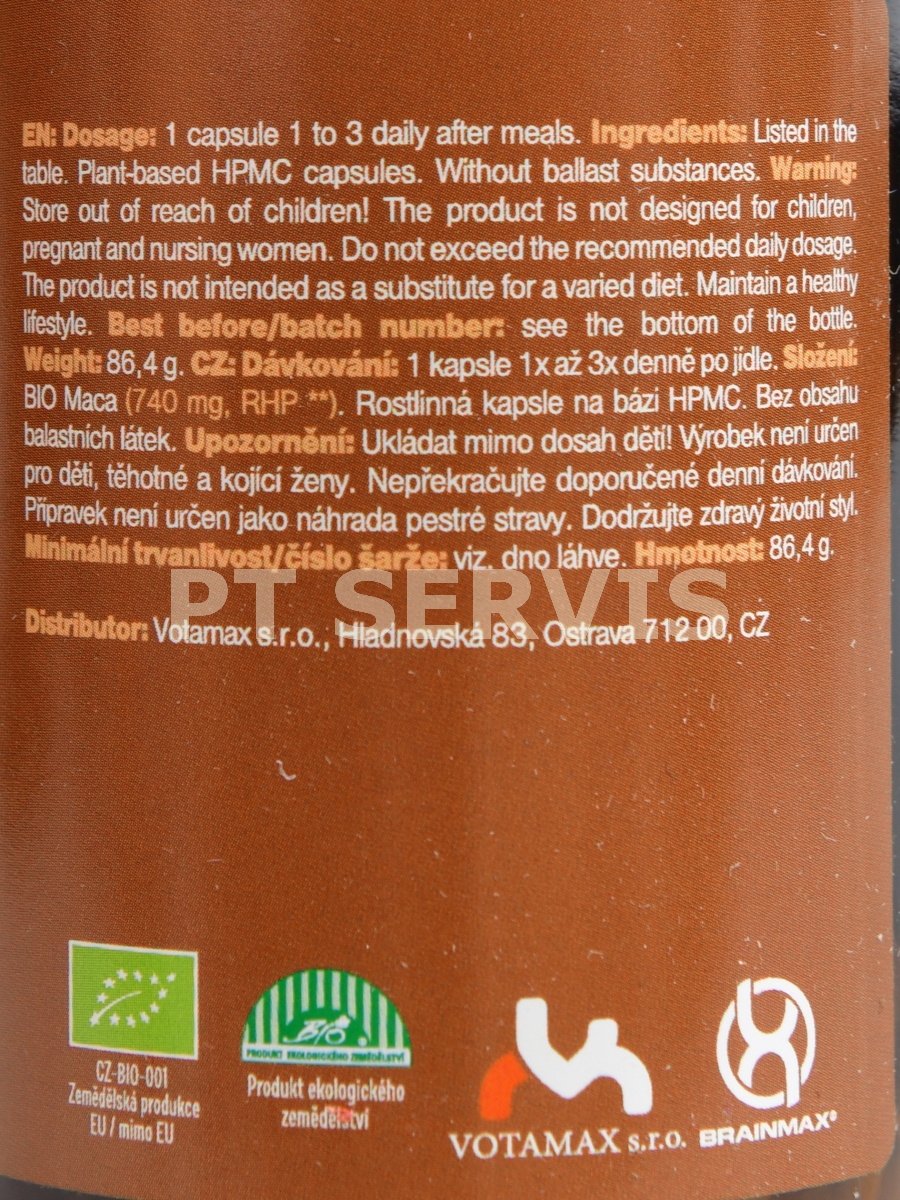 EN: Dosage: 1 capsule 1 to 3 daily after meals. Ingredients: Listed in the
table. Plant-based HPMC capsules. Without ballast substances. Warning:
Store out of reach of children! The product is not designed for children,
pregnant and nursing women. Do not exceed the recommended daily dosage.
The product is not intended as a substitute for a varied diet. Maintain a healthy
lifestyle. Best before/batch number: see the bottom of the bottle.
Weight: 86,4 g. CZ: Dávkování: 1 kapsle 1x až 3x denně po jídle. Složení:
BIO Maca (740 mg, RHP **). Rostlinná kapsle na bázi HPMC. Bez obsahu
balastních látek. Upozornění: Ukládat mimo dosah dětí! Výrobek není určen
pro děti, těhotné a kojící ženy. Nepřekračujte doporučené denní dávkování.
Přípravek není určen jako náhrada pestré stravy. Dodržujte zdravý životní styl.
Minimální trvanlivost/číslo šarže: viz. dno láhve. Hmotnost: 86,4 g.
PT SERVIS
Distributor: Votamax s.r.o., Hladnovská 83, Ostrava 712 00, CZ
BIO ®
PRODUKT EKOLOGICKÉHO ZEMĚDĚLSTVÍ
CZ-BIO-001
Zemědělská produkce
EU / mimo EU
Produkt ekologického
zemědělství
VOTAMAX s.r.o.
BRAINMAX®